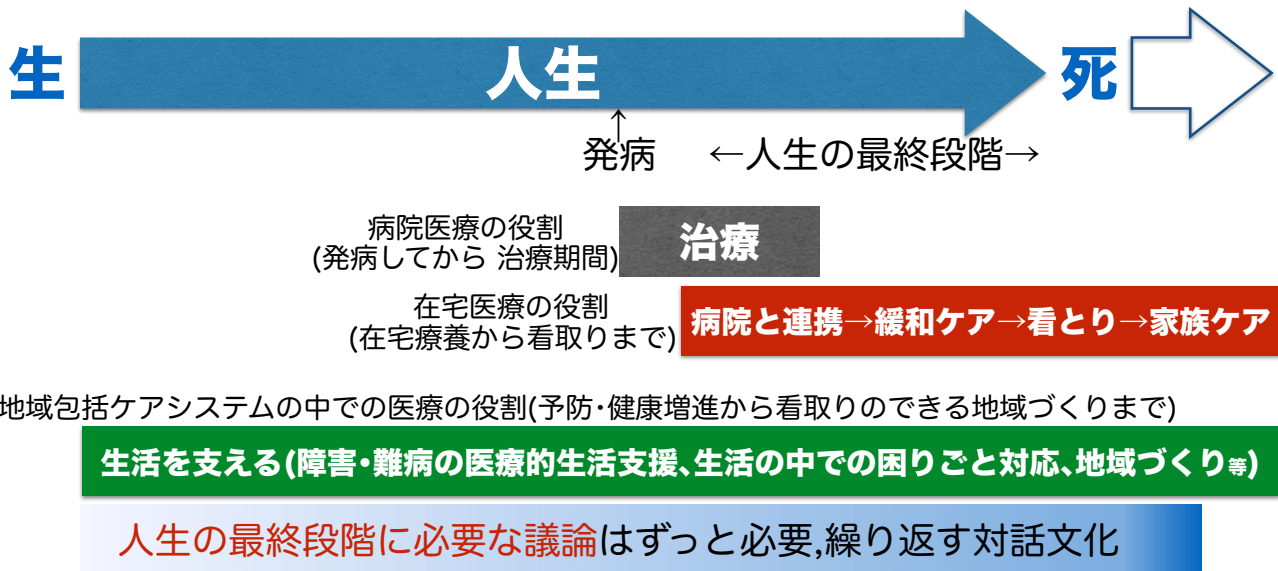 生 人生 死
↑
発病 ←人生の最終段階→
病院医療の役割
(発病してから 治療期間)
治療
在宅医療の役割
(在宅療養から看取りまで)
病院と連携→緩和ケア→看とり→家族ケア
地域包括ケアシステムの中での医療の役割(予防・健康増進から看取りのできる地域づくりまで)
生活を支える(障害・難病の医療的生活支援、生活の中での困りごと対応、地域づくり等)
人生の最終段階に必要な議論はずっと必要,繰り返す対話文化